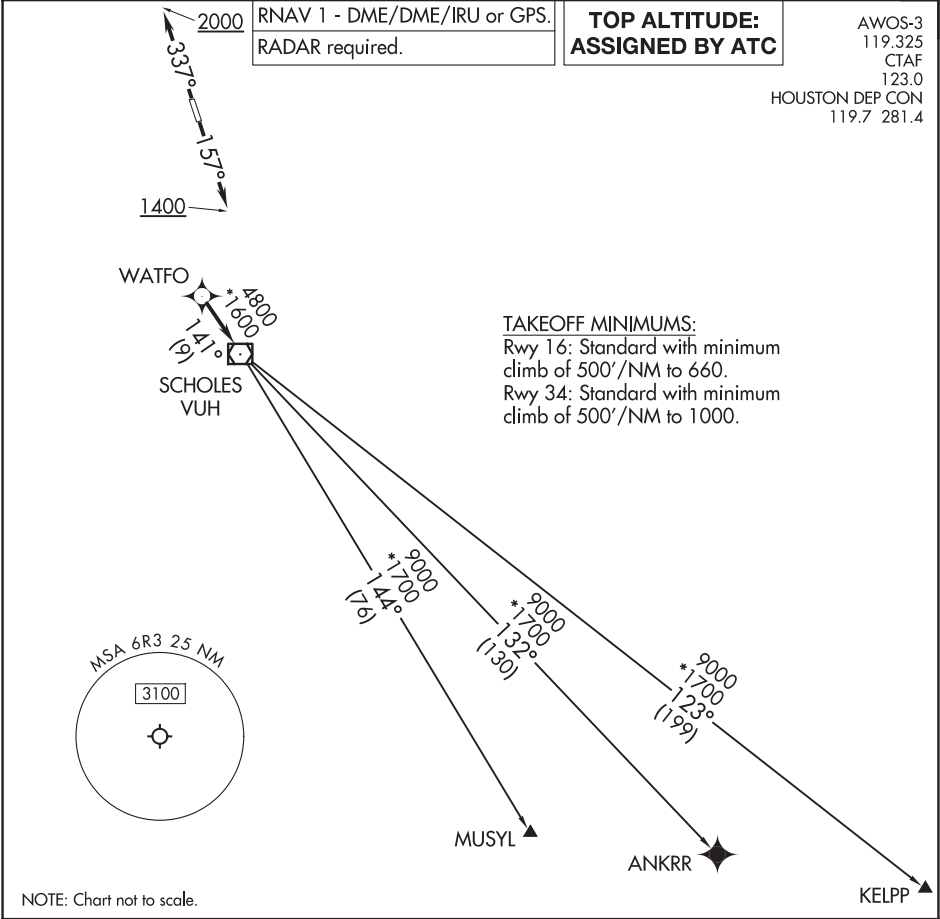 2000
RNAV 1 - DME/DME/IRU or GPS.
RADAR required.
TOP ALTITUDE:
ASSIGNED BY ATC
AWOS-3
119.325
CTAF
123.0
HOUSTON DEP CON
119.7 281.4
337°
157°
1400
WATFO
4800
*1600
141°
(9)
SCHOLES
VUH
TAKEOFF MINIMUMS:
Rwy 16: Standard with minimum
climb of 500'/NM to 660.
Rwy 34: Standard with minimum
climb of 500'/NM to 1000.
9000
*1700
144°
(76)
9000
*1700
132°
(130)
9000
*1700
123°
(199)
MSA 6R3 25 NM
3100
MUSYL
ANKRR
KELPP
NOTE: Chart not to scale.